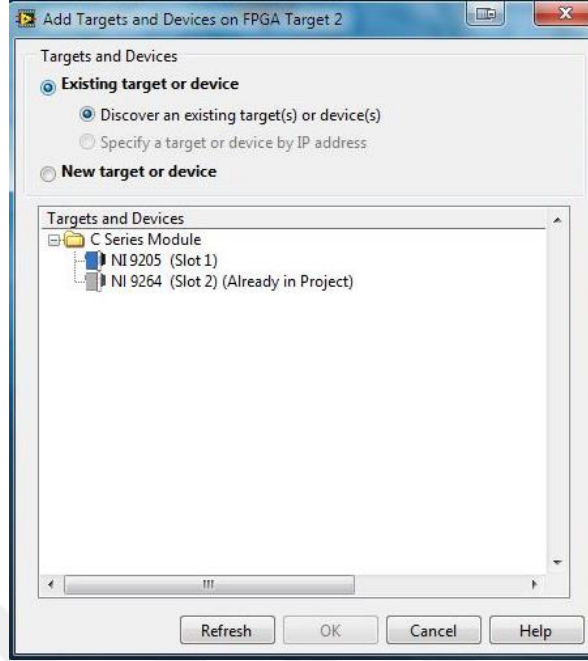 Add Targets and Devices on FPGA Target 2
Targets and Devices
Existing target or device
Discover an existing target(s) or device(s)
Specify a target or device by IP address
New target or device
Targets and Devices
C Series Module
NI 9205 (Slot 1)
NI 9264 (Slot 2) (Already in Project)
Refresh OK Cancel Help